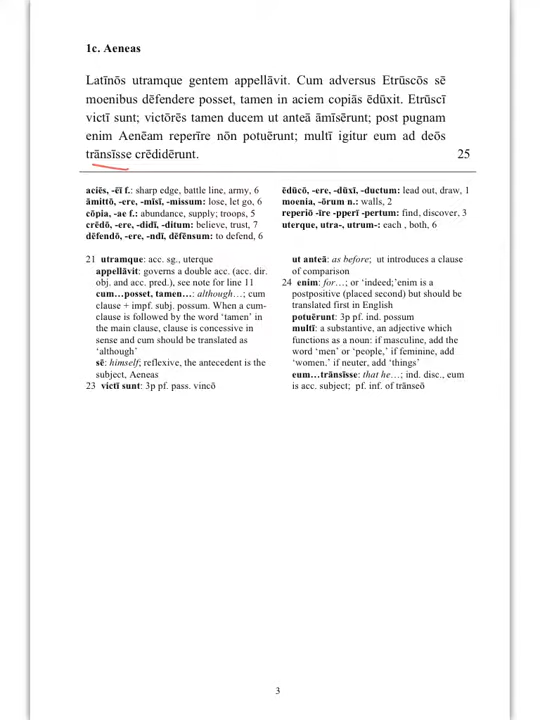 1c. Aeneas
Latīnōs utramque gentem appellāvit. Cum adversus Etrūscōs sē
moenibus dēfendere posset, tamen in aciem copiās ēdūxit. Etrūscī
victī sunt; victōrēs tamen ducem ut anteā āmīsērunt; post pugnam
enim Aenēam reperīre nōn potuērunt; multī igitur eum ad deōs
trānsīsse crēdidērunt. 25
aciēs, -ēī f.: sharp edge, battle line, army, 6
āmittō, -ere, -mīsī, -missum: lose, let go, 6
cōpia, -ae f.: abundance, supply; troops, 5
crēdō, -ere, -didī, -ditum: believe, trust, 7
dēfendō, -ere, -ndī, dēfēnsum: to defend, 6
ēdūcō, -ere, -dūxī, -ductum: lead out, draw, 1
moenia, -ōrum n.: walls, 2
reperiō -īre -pperī -pertum: find, discover, 3
uterque, utra-, utrum-: each , both, 6
21 utramque: acc. sg., uterque
appellāvit: governs a double acc. (acc. dir.
obj. and acc. pred.), see note for line 11
cum…posset, tamen…: although…; cum
clause + impf. subj. possum. When a cum-
clause is followed by the word ‘tamen’ in
the main clause, clause is concessive in
sense and cum should be translated as
‘although’
sē: himself; reflexive, the antecedent is the
subject, Aeneas
23 victī sunt: 3p pf. pass. vincō
ut anteā: as before; ut introduces a clause
of comparison
24 enim: for…; or ‘indeed;’enim is a
postpositive (placed second) but should be
translated first in English
potuērunt: 3p pf. ind. possum
multī: a substantive, an adjective which
functions as a noun: if masculine, add the
word ‘men’ or ‘people,’ if feminine, add
‘women,’ if neuter, add ‘things’
eum…trānsīsse: that he…; ind. disc., eum
is acc. subject; pf. inf. of trānseō
3